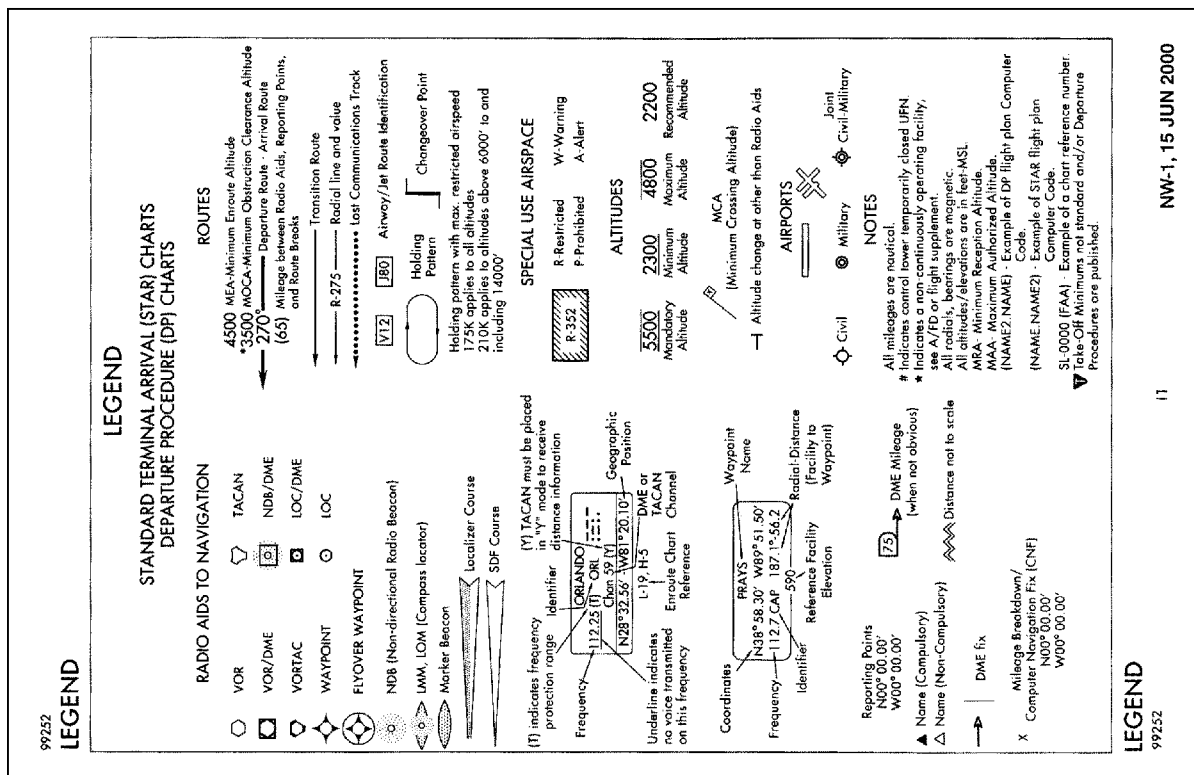 99252
LEGEND
LEGEND
STANDARD TERMINAL ARRIVAL (STAR) CHARTS
DEPARTURE PROCEDURE (DP) CHARTS
RADIO AIDS TO NAVIGATION
VOR
TACAN
VOR/DME
NDB/DME
VORTAC
LOC/DME
WAYPOINT
LOC
FLYOVER WAYPOINT
NDB (Non-directional Radio Beacon)
LMM, LOM (Compass locator)
Marker Beacon
Localizer Course
SDF Course
(T) indicates frequency
protection range
Identifier
(Y) TACAN must be placed
in "Y" mode to receive
distance information
Frequency
ORLANDO
112.25 (T) ORL
Chan 59 (Y)
N28°32.56' W81°20.10'
Geographic
Position
Underline indicates
no voice transmitted
on this frequency
L-19, H-5
Enroute Chart
Reference
DME or
TACAN
Channel
Coordinates
PRAYS
N38°58.30' W89°51.50'
112.7 CAP 187.1°-56.2
590
Waypoint
Name
Frequency
Identifier
Reference Facility
Elevation
Radial-Distance
(Facility to
Waypoint)
Reporting Points
N00°00.00'
W00°00.00'
Name (Compulsory)
Name (Non-Compulsory)
DME fix
75
DME Mileage
(when not obvious)
X
Mileage Breakdown/
Computer Navigation Fix (CNF)
N00°00.00'
W00°00.00'
Distance not to scale
ROUTES
4500 MEA-Minimum Enroute Altitude
*3500 MOCA-Minimum Obstruction Clearance Altitude
270° Departure Route - Arrival Route
(65) (Mileage between Radio Aids, Reporting Points,
and Route Breaks
Transition Route
R-275 Radial line and value
Lost Communications Track
V12 J80 Airway/Jet Route Identification
Holding
Pattern
Changeover Point
Holding pattern with max. restricted airspeed
175K applies to all altitudes
210K applies to altitudes above 6000' to and
including 14000'
SPECIAL USE AIRSPACE
R-352
R-Restricted W-Warning
P-Prohibited A-Alert
ALTITUDES
5500 2300 4800 2200
Mandatory Minimum Maximum Recommended
Altitude Altitude Altitude Altitude
MCA
(Minimum Crossing Altitude)
Altitude change at other than Radio Aids
AIRPORTS
Civil
Military
Joint
Civil-Military
NOTES
All mileages are nautical.
# Indicates control tower temporarily closed UFN.
* Indicates a non-continuously operating facility,
see A/FD or flight supplement.
All radials, bearings are magnetic.
All altitudes/elevations are in feet-MSL.
MRA- Minimum Reception Altitude.
MAA- Maximum Authorized Altitude.
(NAME2.NAME) - Example of DP flight plan Computer
Code.
(NAME.NAME2) - Example of STAR flight plan
Computer Code.
SL-0000 (FAA) - Example of a chart reference number.
T Take-Off Minimums not standard and/or Departure
Procedures are published.
LEGEND
99252
NW-1, 15 JUN 2000